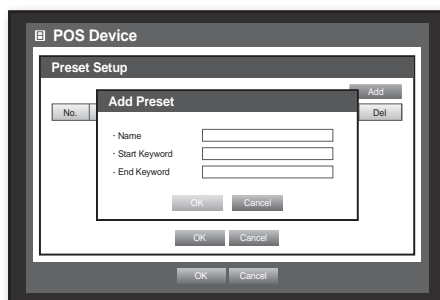 POS Device
Preset Setup
Add
No.
Del
Add Preset
· Name
· Start Keyword
· End Keyword
OK Cancel
OK Cancel
OK Cancel